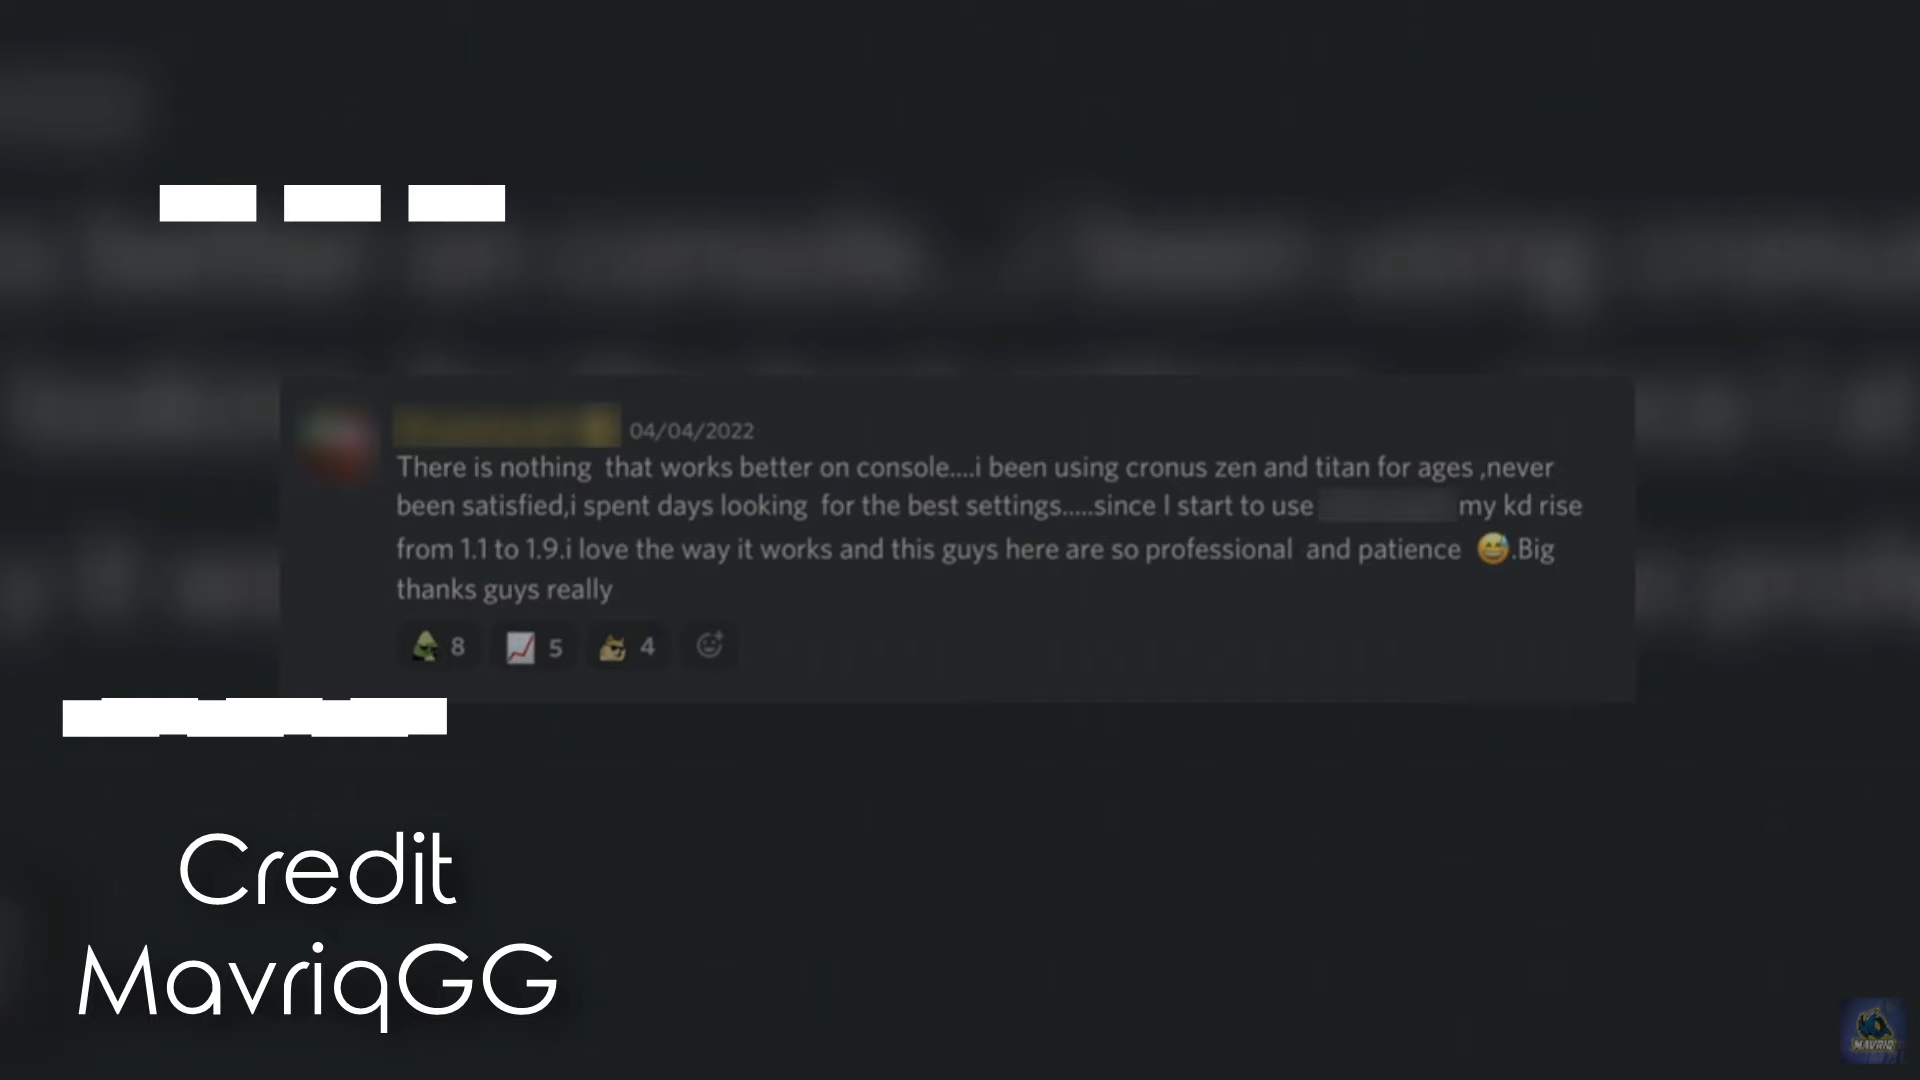 04/04/2022
There is nothing that works better on console....i been using cronus zen and titan for ages ,never
been satisfied,i spent days looking for the best settings.....since I start to use my kd rise
from 1.1 to 1.9.i love the way it works and this guys here are so professional and patience 😅.Big
thanks guys really
8 5 4
Credit
MavriqGG
MAVRIQ